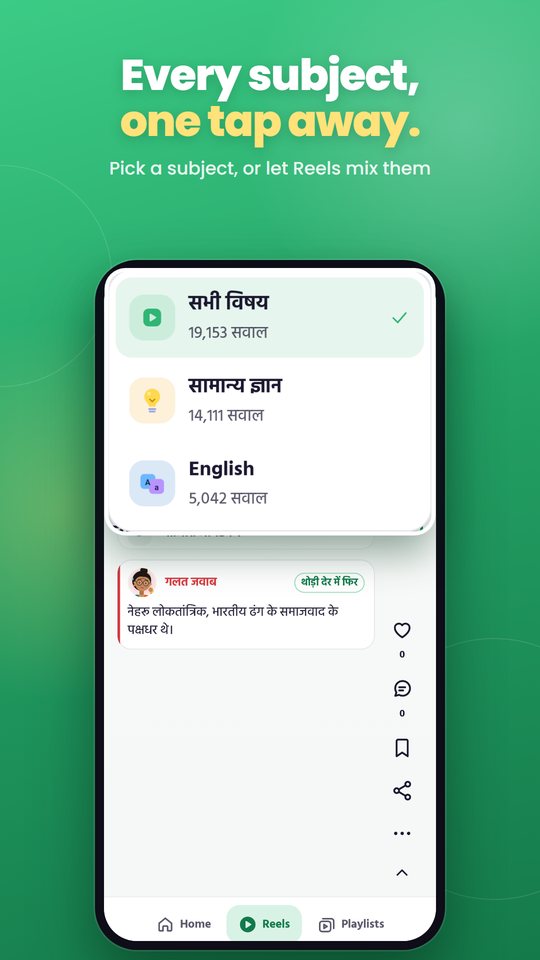 Every subject,
one tap away.
Pick a subject, or let Reels mix them
सभी विषय
19,153 सवाल
सामान्य ज्ञान
14,111 सवाल
English
5,042 सवाल
गलत जवाब
थोड़ी देर में फिर
नेहरू लोकतांत्रिक, भारतीय ढंग के समाजवाद के
पक्षधर थे।
0
0
Home
Reels
Playlists